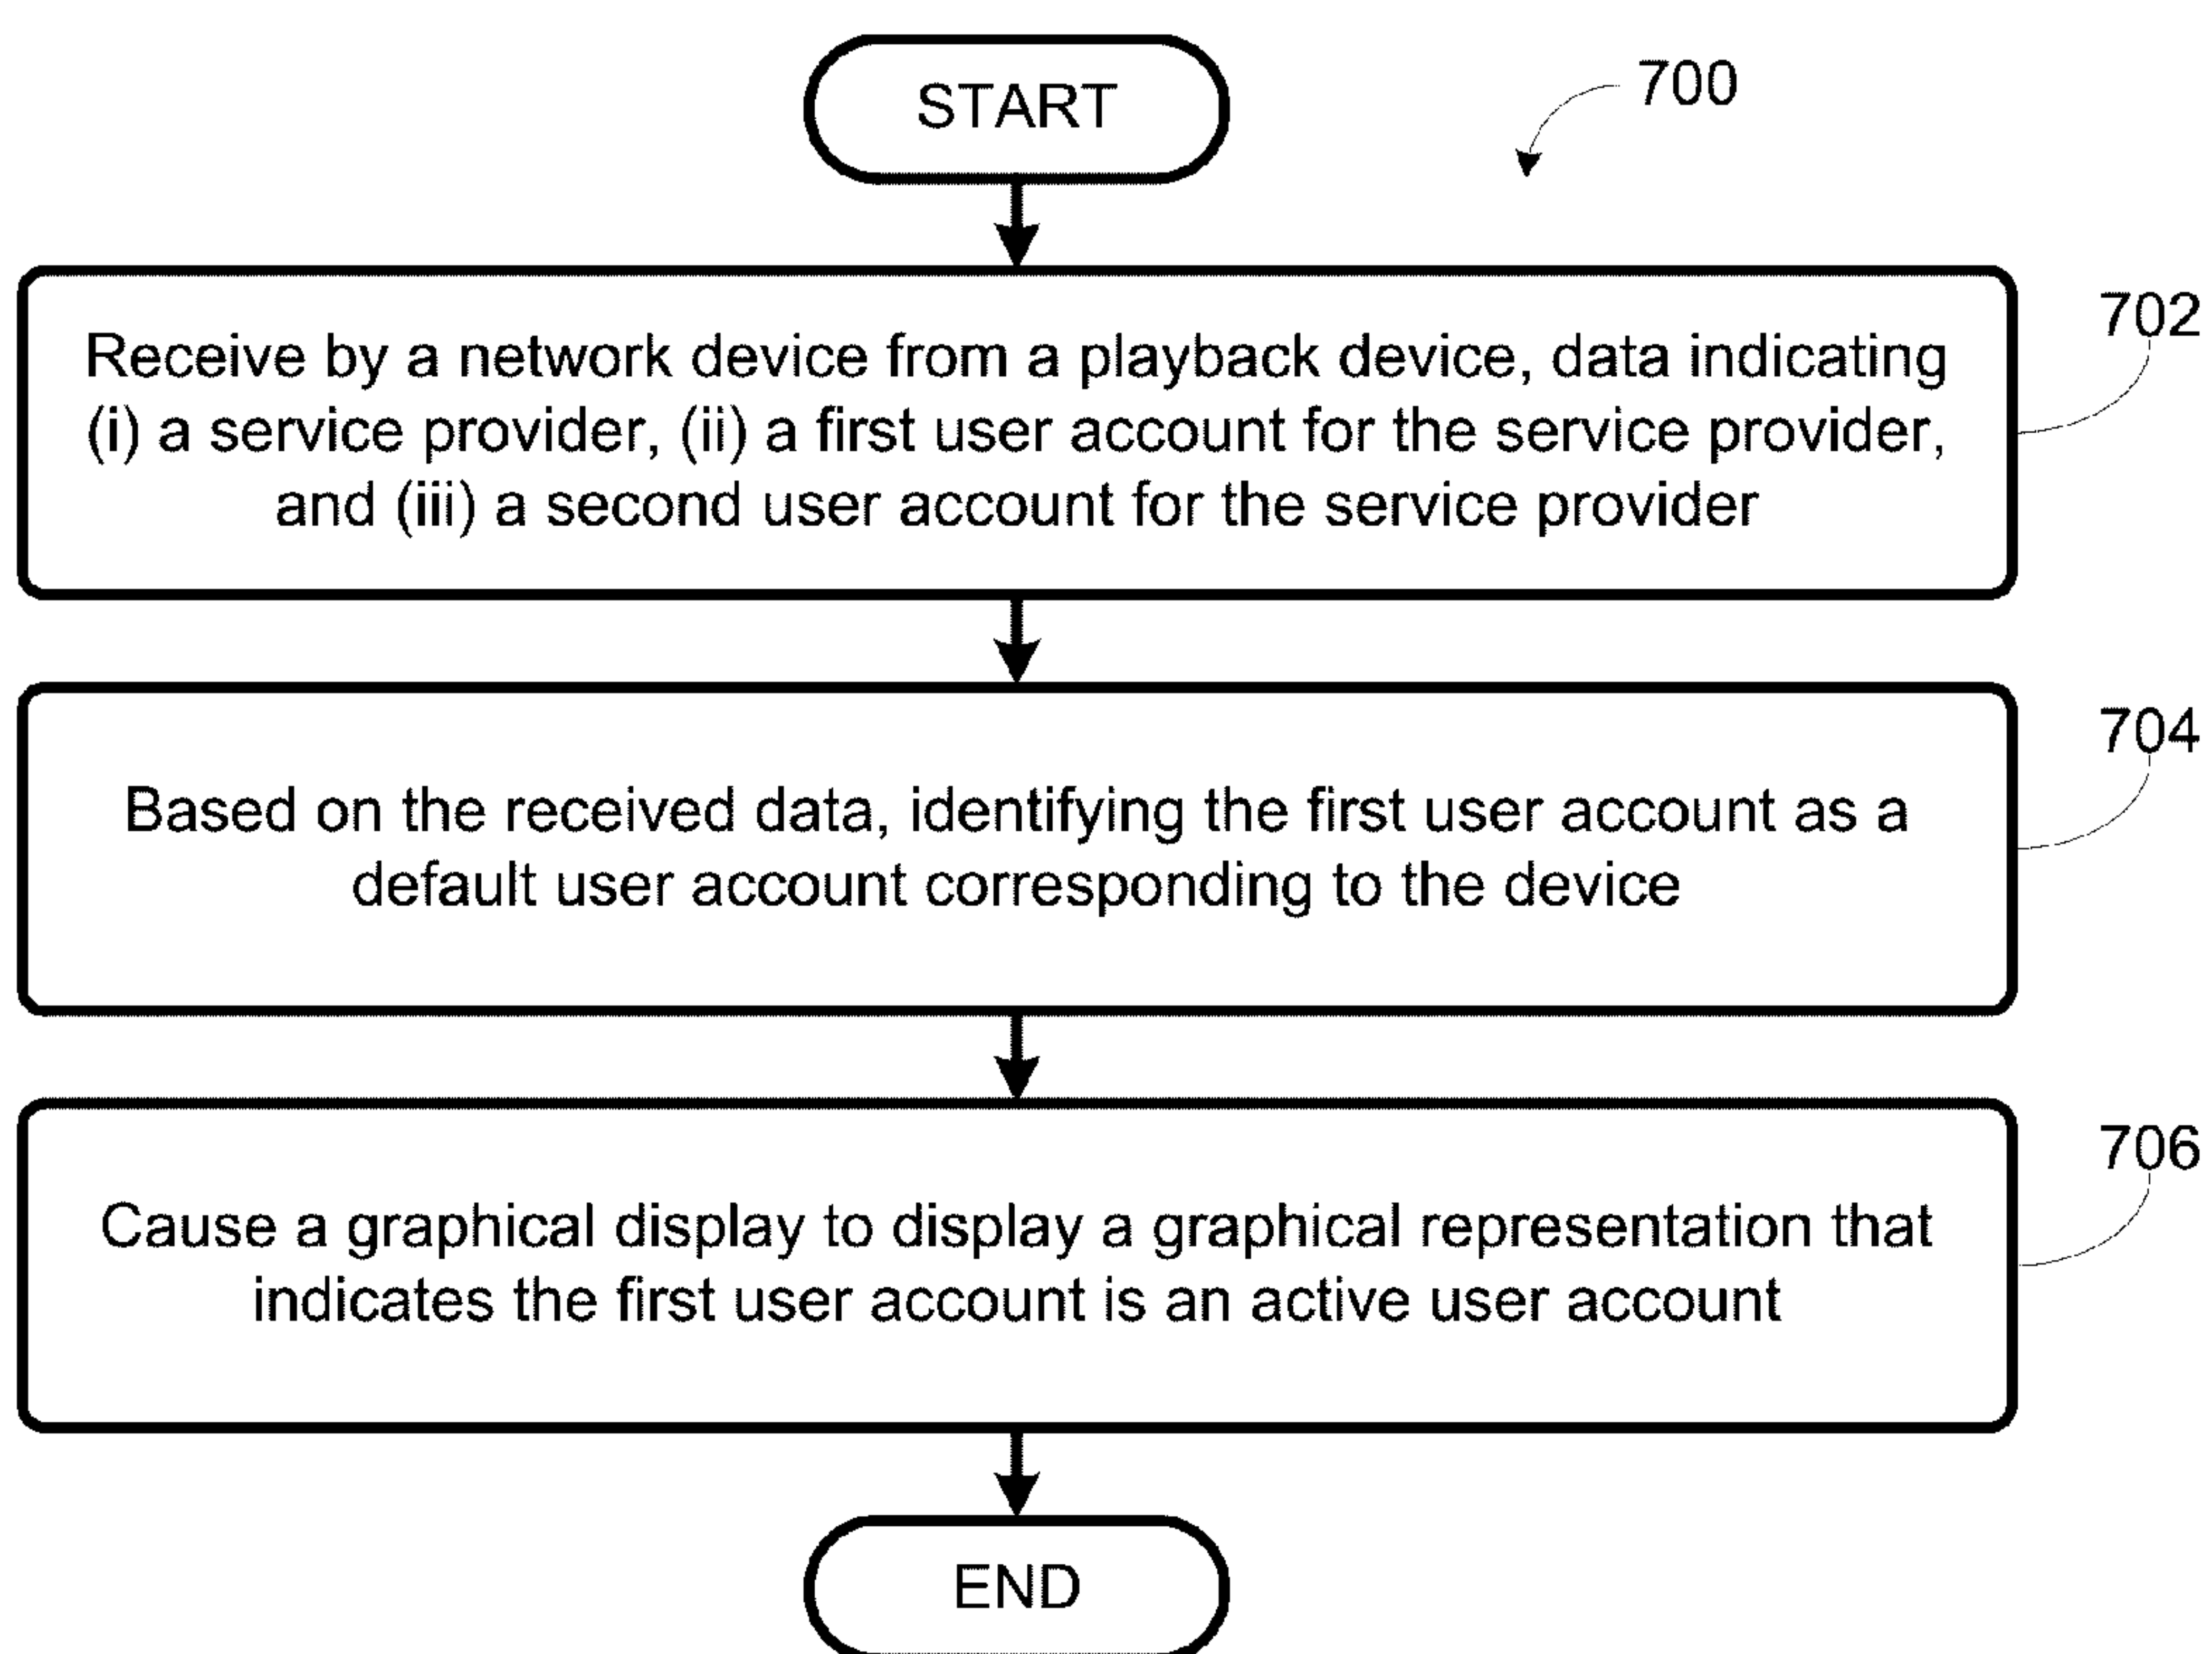 START
700
Receive by a network device from a playback device, data indicating
(i) a service provider, (ii) a first user account for the service provider,
and (iii) a second user account for the service provider
702
Based on the received data, identifying the first user account as a
default user account corresponding to the device
704
Cause a graphical display to display a graphical representation that
indicates the first user account is an active user account
706
END